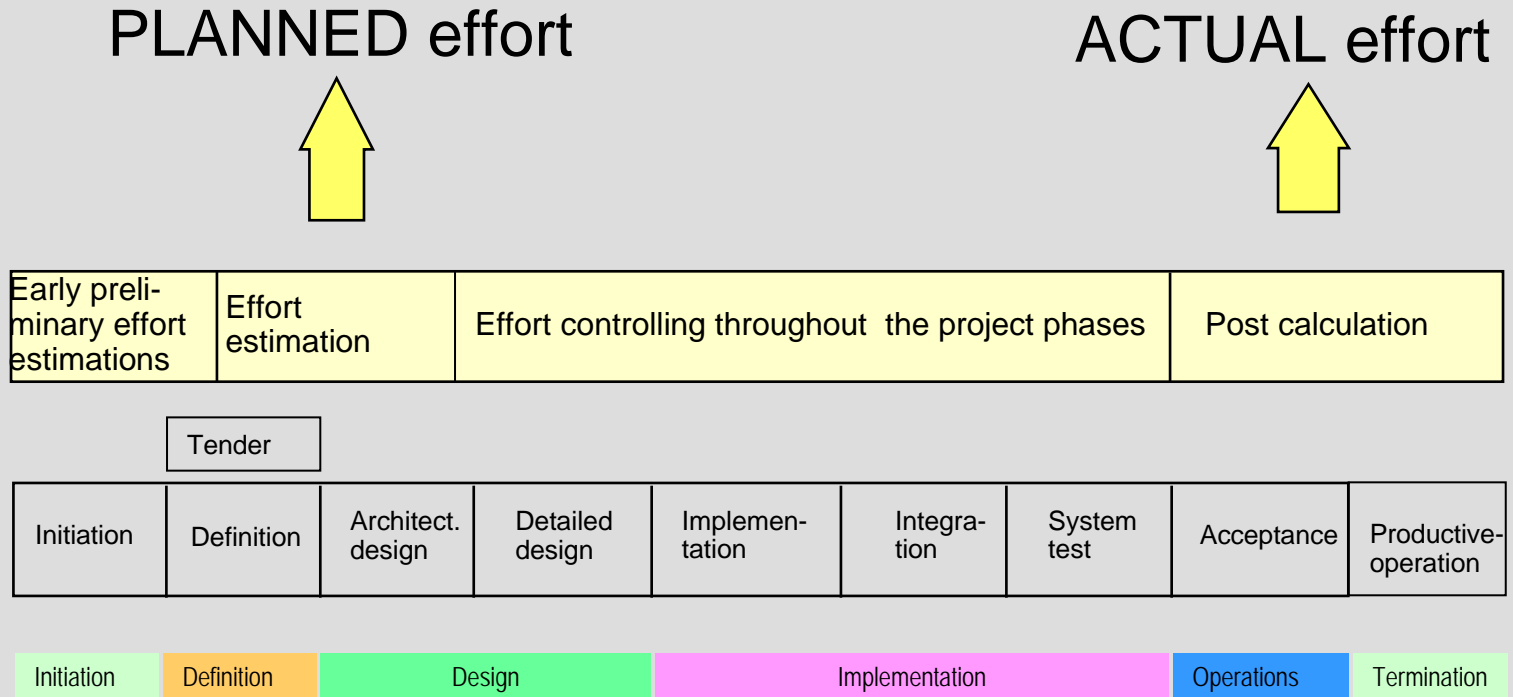 PLANNED effort
ACTUAL effort
Early preli-
minary effort
estimations
Effort
estimation
Effort controlling throughout  the project phases
Post calculation
Tender
Initiation
Definition
Architect.
design
Detailed
design
Implemen-
tation
Integra-
tion
System
test
Acceptance
Productive-
operation
Initiation
Definition
Design
Implementation
Operations
Termination